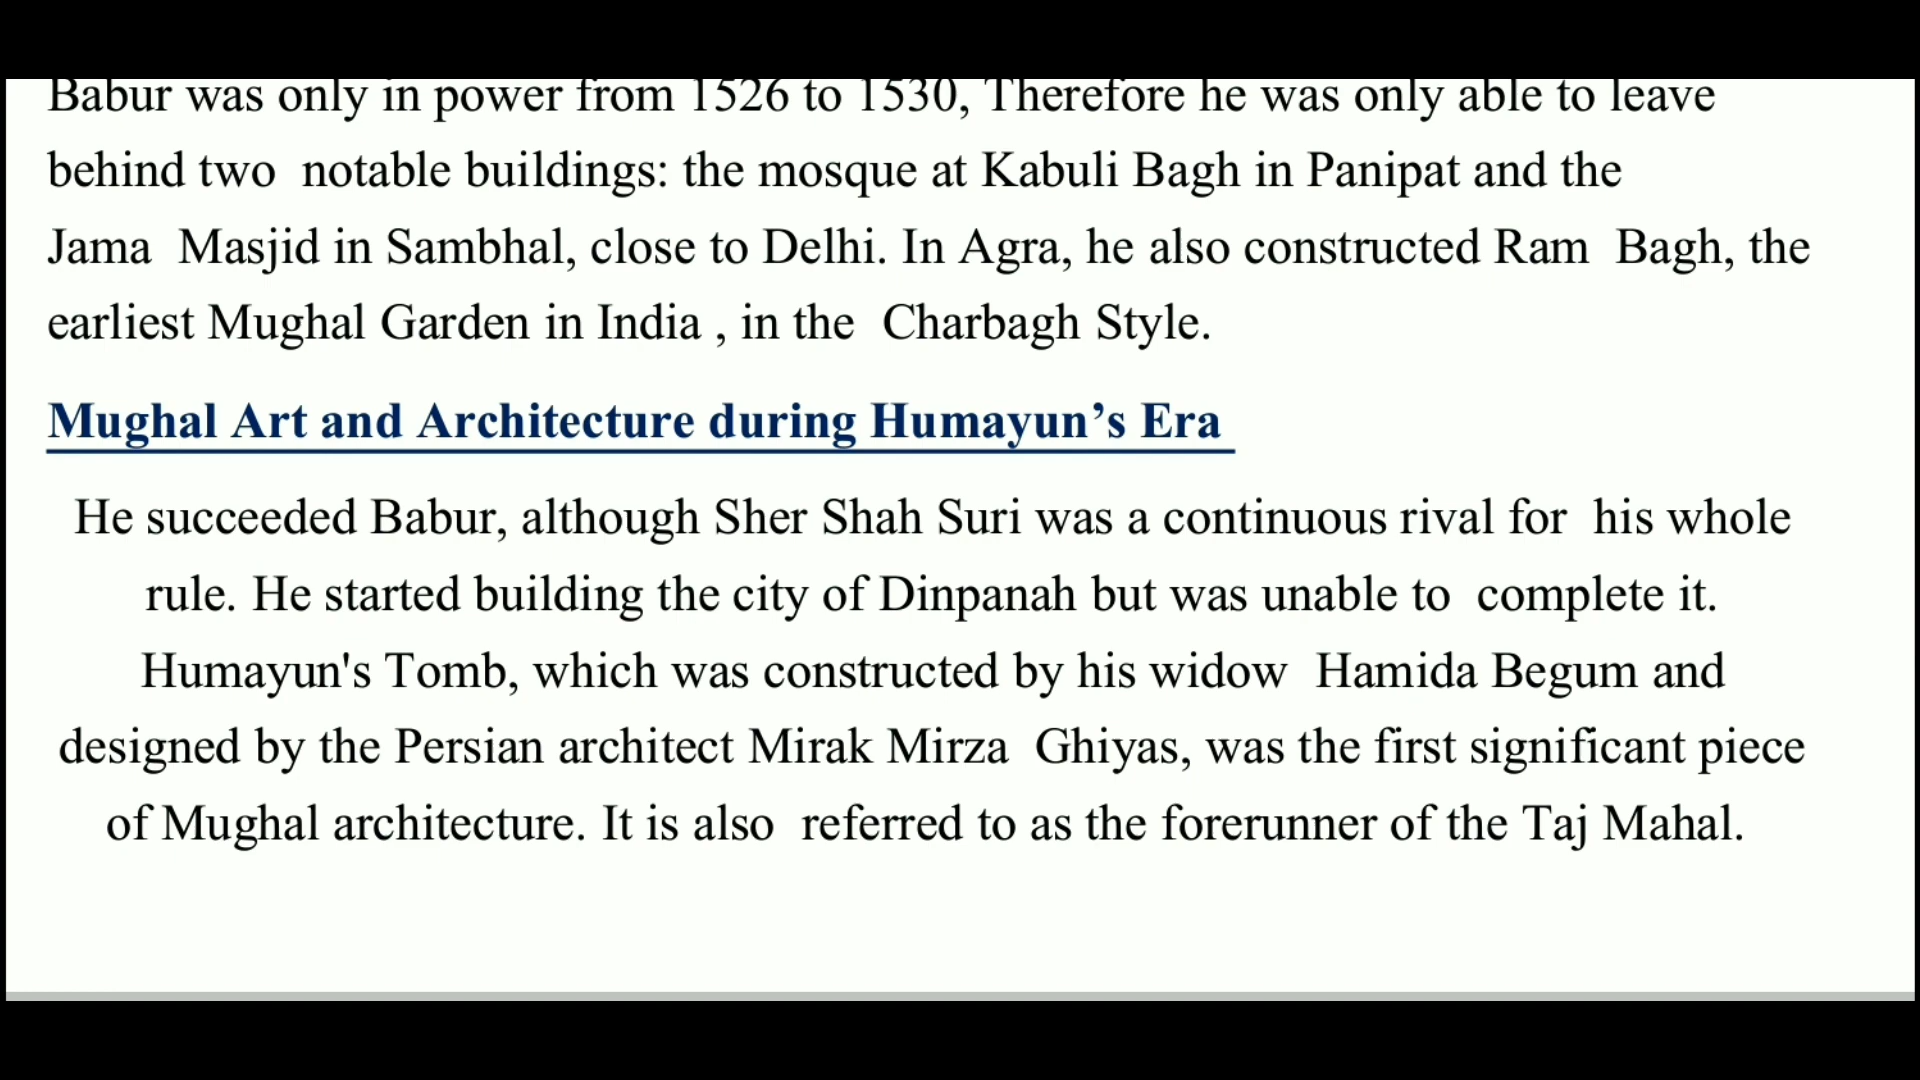 Babur was only in power from 1526 to 1530, Therefore he was only able to leave
behind two notable buildings: the mosque at Kabuli Bagh in Panipat and the
Jama Masjid in Sambhal, close to Delhi. In Agra, he also constructed Ram Bagh, the
earliest Mughal Garden in India , in the Charbagh Style.
Mughal Art and Architecture during Humayun’s Era
He succeeded Babur, although Sher Shah Suri was a continuous rival for his whole
rule. He started building the city of Dinpanah but was unable to complete it.
Humayun's Tomb, which was constructed by his widow Hamida Begum and
designed by the Persian architect Mirak Mirza Ghiyas, was the first significant piece
of Mughal architecture. It is also referred to as the forerunner of the Taj Mahal.